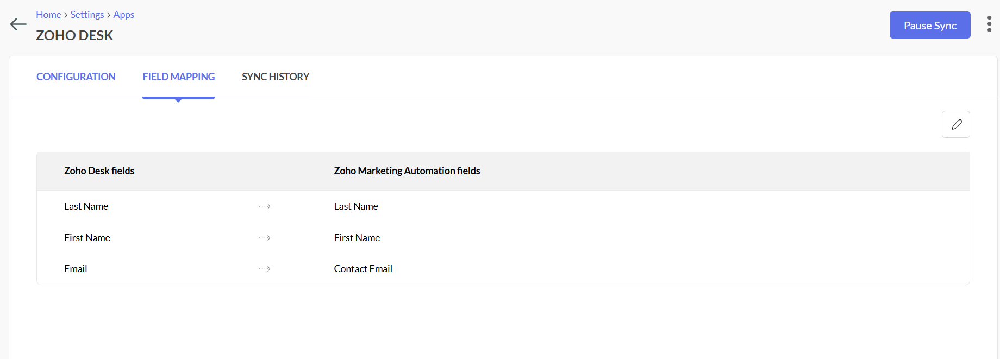 Home › Settings › Apps
ZOHO DESK
Pause Sync
CONFIGURATION FIELD MAPPING SYNC HISTORY
Zoho Desk fields Zoho Marketing Automation fields
Last Name Last Name
First Name First Name
Email Contact Email